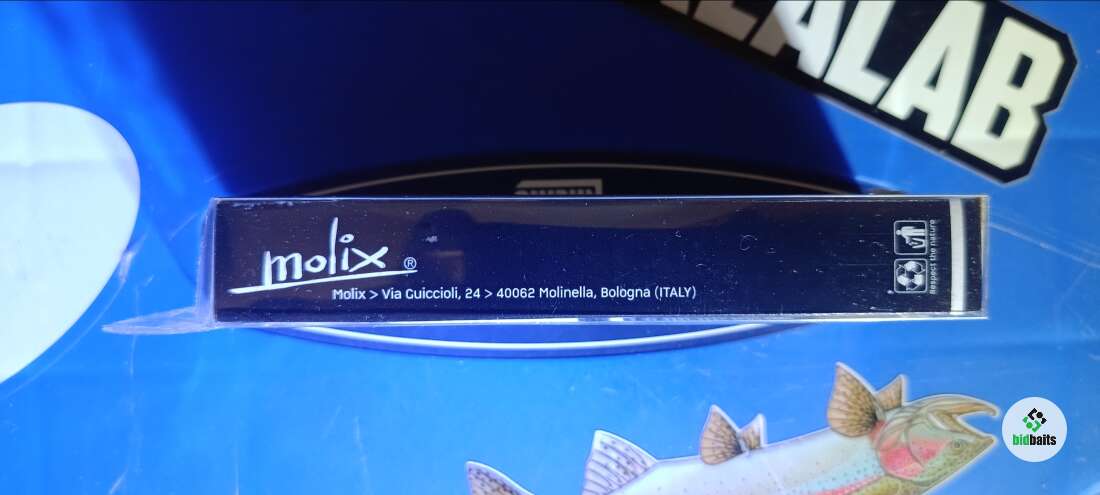 ALAB
molix ®
Molix > Via Guiccioli, 24 > 40062 Molinella, Bologna (ITALY)
Respect the nature
bidbaits